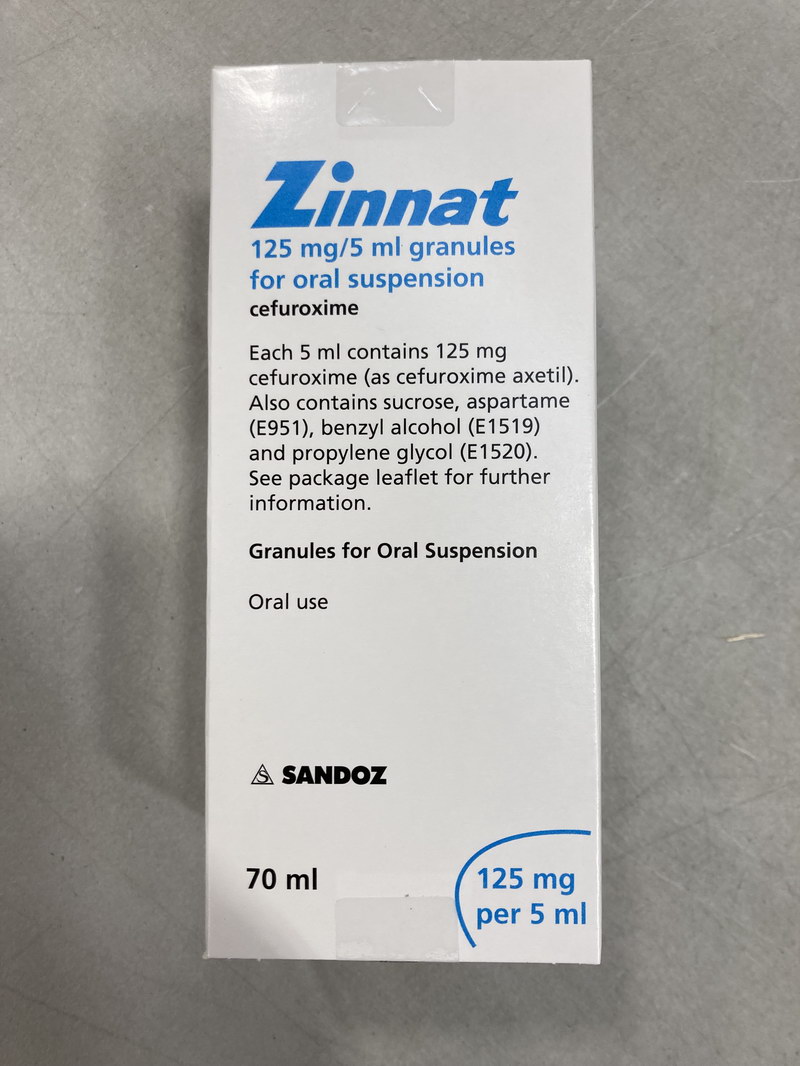 Zinnat
125 mg/5 ml granules
for oral suspension
cefuroxime
Each 5 ml contains 125 mg
cefuroxime (as cefuroxime axetil).
Also contains sucrose, aspartame
(E951), benzyl alcohol (E1519)
and propylene glycol (E1520).
See package leaflet for further
information.
Granules for Oral Suspension
Oral use
SANDOZ
70 ml
125 mg
per 5 ml